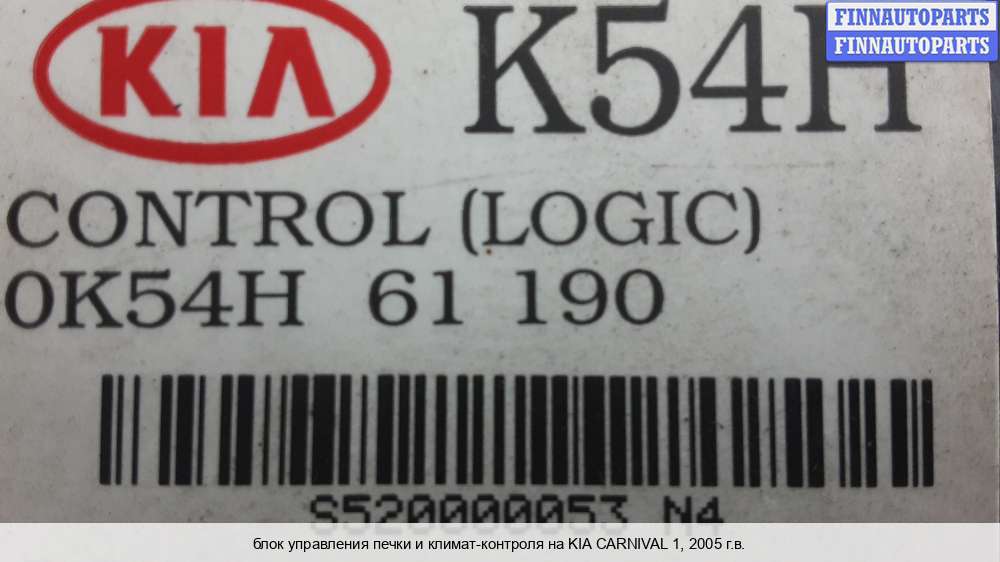 FINNAUTOPARTS
FINNAUTOPARTS
KIA K54H
CONTROL (LOGIC)
0K54H 61 190
S520000053 N4
блок управления печки и климат-контроля на KIA CARNIVAL 1, 2005 г.в.